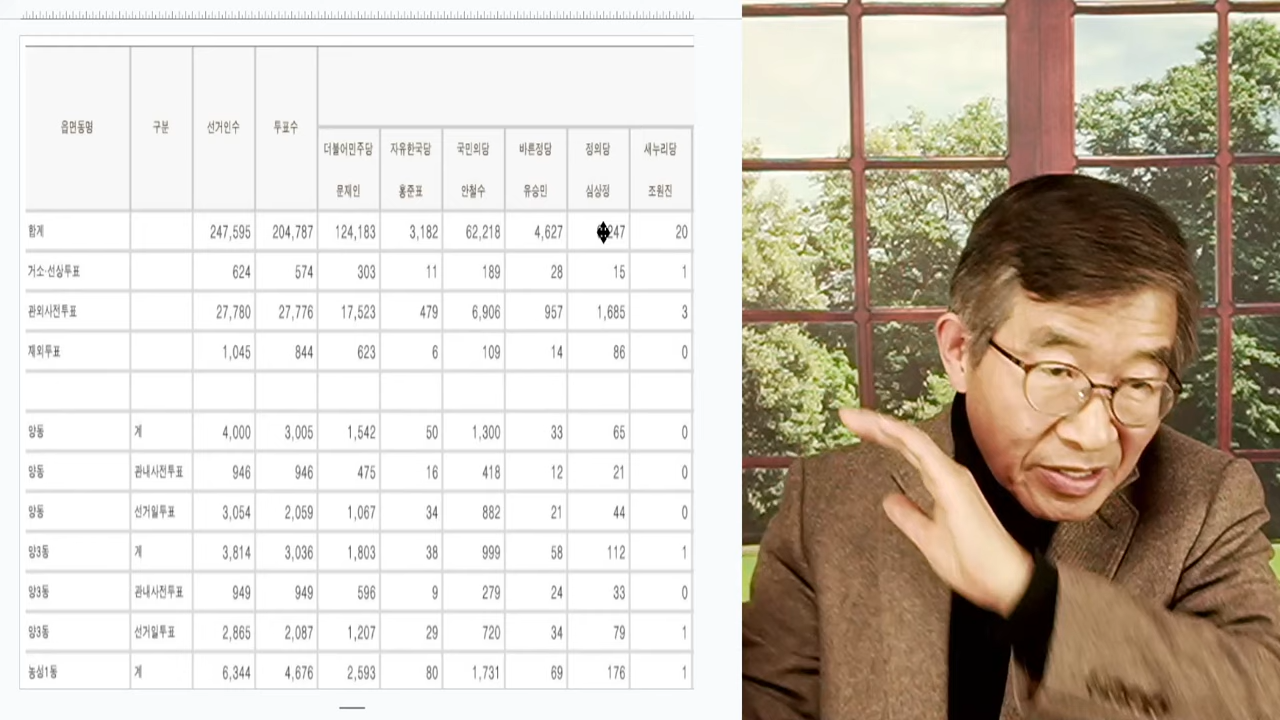 읍면동명 구분 선거인수 투표수
더불어민주당 자유한국당 국민의당 바른정당 정의당 새누리당
문재인 홍준표 안철수 유승민 심상정 조원진
합계 247,595 204,787 124,183 3,182 62,218 4,627 20
거소·선상투표 624 574 303 11 189 28 15 1
관외사전투표 27,780 27,776 17,523 479 6,906 957 1,685 3
재외투표 1,045 844 623 6 109 14 86 0
양동 계 4,000 3,005 1,542 50 1,300 33 65 0
양동 관내사전투표 946 946 475 16 418 12 21 0
양동 선거일투표 3,054 2,059 1,067 34 882 21 44 0
양3동 계 3,814 3,036 1,803 38 999 58 112 1
양3동 관내사전투표 949 949 596 9 279 24 33 0
양3동 선거일투표 2,865 2,087 1,207 29 720 34 79 1
농성1동 계 6,344 4,676 2,593 80 1,731 69 176 1